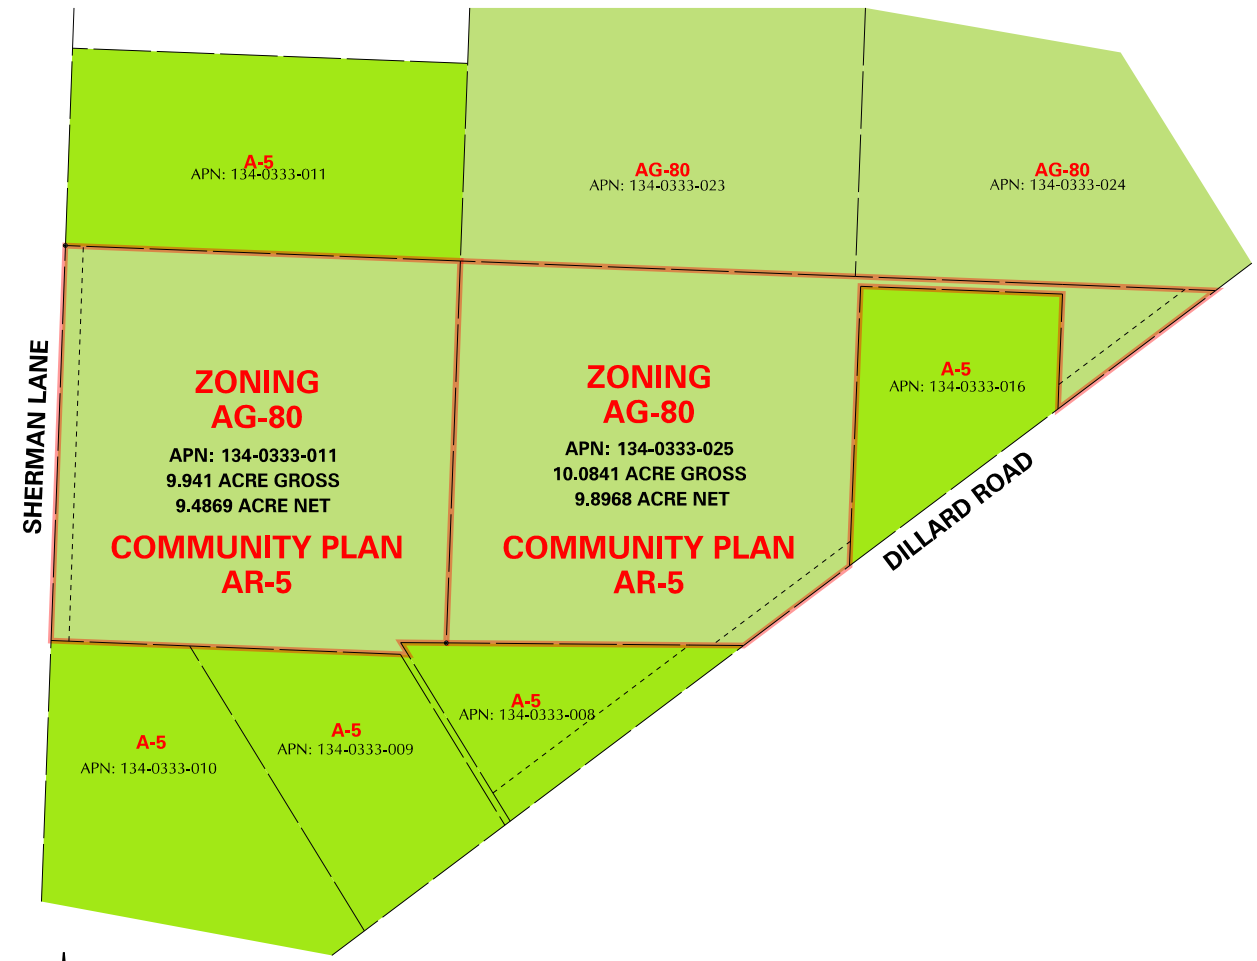 A-5
APN: 134-0333-011
AG-80
APN: 134-0333-023
AG-80
APN: 134-0333-024
SHERMAN LANE
ZONING
AG-80
APN: 134-0333-011
9.941 ACRE GROSS
9.4869 ACRE NET
COMMUNITY PLAN
AR-5
ZONING
AG-80
APN: 134-0333-025
10.0841 ACRE GROSS
9.8968 ACRE NET
COMMUNITY PLAN
AR-5
A-5
APN: 134-0333-016
DILLARD ROAD
A-5
APN: 134-0333-010
A-5
APN: 134-0333-009
A-5
APN: 134-0333-008